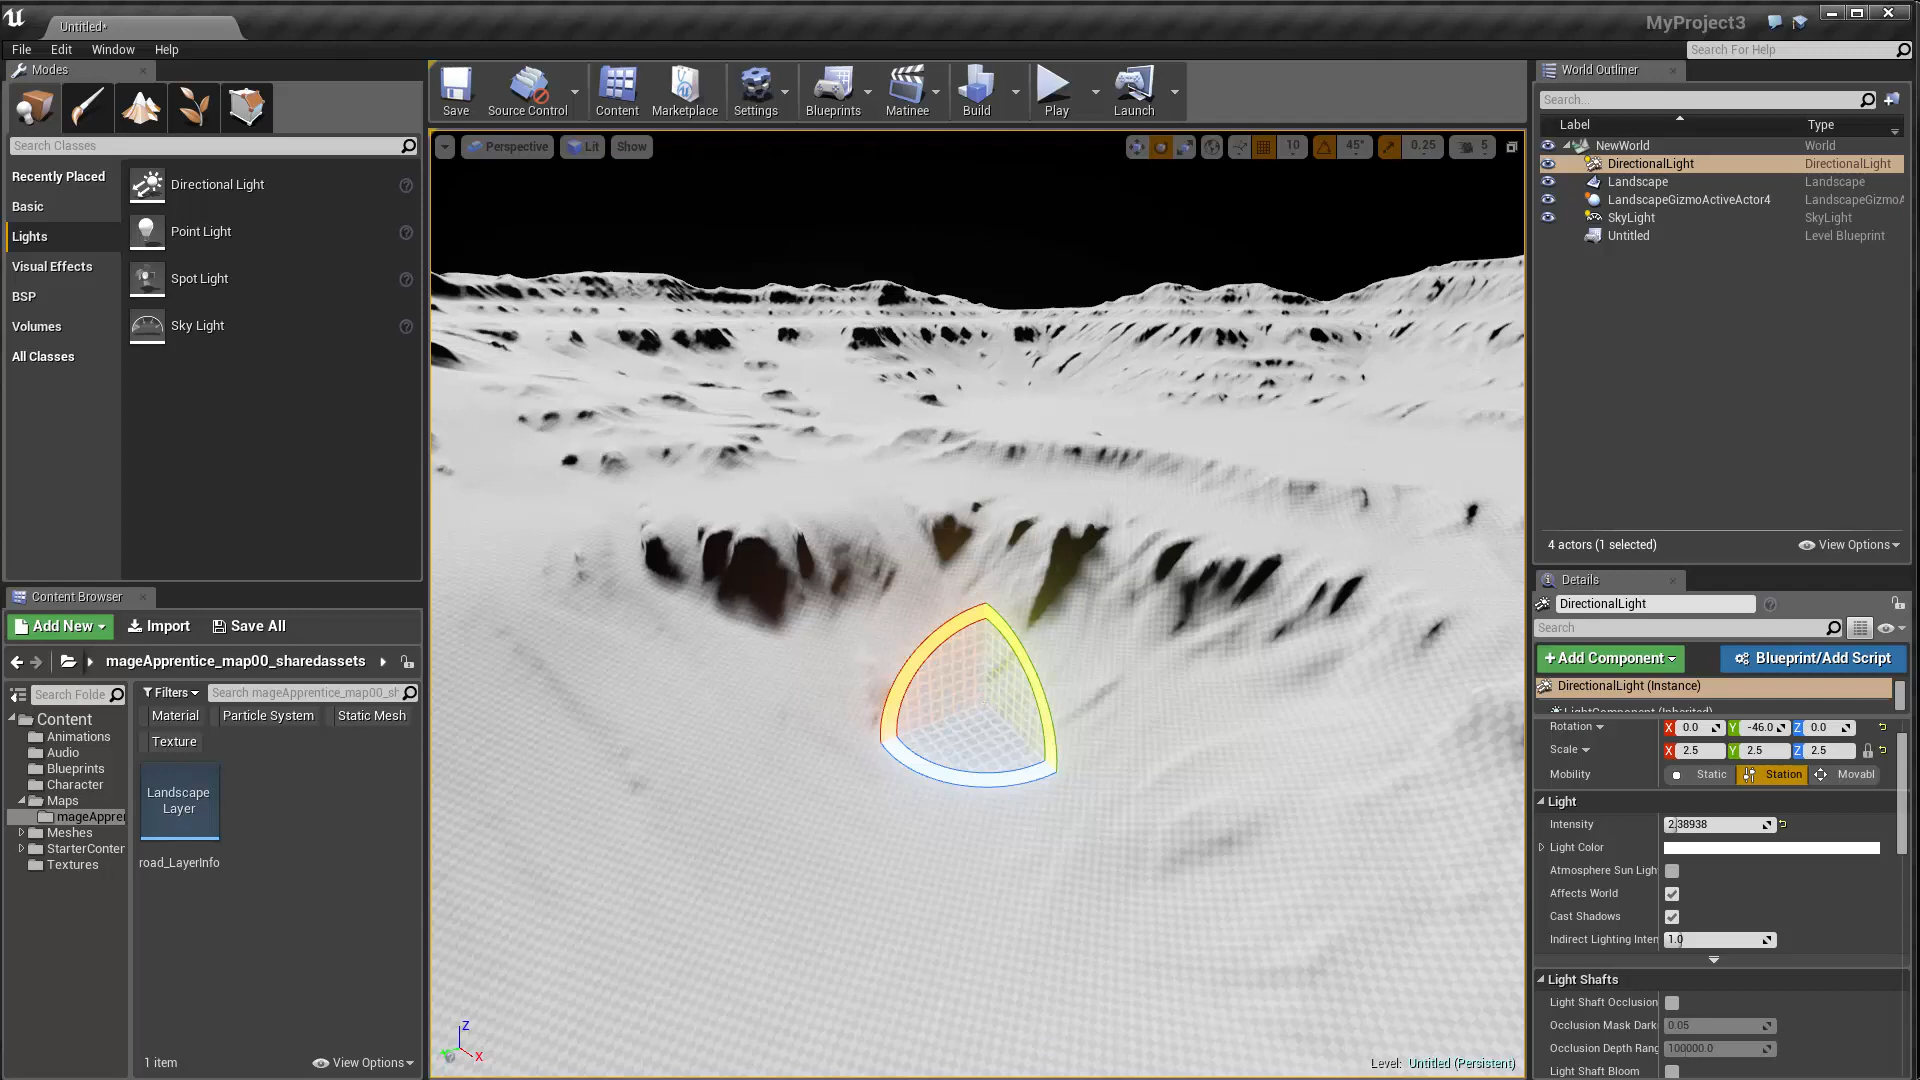 Untitled*
MyProject3
File Edit Window Help
Search For Help
Modes
Search Classes
Recently Placed
Basic
Lights
Visual Effects
BSP
Volumes
All Classes
Directional Light
Point Light
Spot Light
Sky Light
Save
Source Control
Content
Marketplace
Settings
Blueprints
Matinee
Build
Play
Launch
Perspective
Lit
Show
10
45°
0.25
5
World Outliner
Search...
Label Type
NewWorld World
DirectionalLight DirectionalLight
Landscape Landscape
LandscapeGizmoActiveActor4 LandscapeGizmoA
SkyLight SkyLight
Untitled Level Blueprint
4 actors (1 selected)
View Options
Content Browser
Add New
Import
Save All
mageApprentice_map00_sharedassets
Search Folde
Filters
Search mageApprentice_map00_sh
Material Particle System Static Mesh
Texture
Content
Animations
Audio
Blueprints
Character
Maps
mageAppren
Meshes
StarterConter
Textures
Landscape
Layer
road_LayerInfo
1 item
View Options
Z
X
Level: Untitled (Persistent)
Details
DirectionalLight
Search
+Add Component
Blueprint/Add Script
DirectionalLight (Instance)
LightComponent (Inherited)
Rotation X 0.0 Y -46.0 Z 0.0
Scale X 2.5 Y 2.5 Z 2.5
Mobility Static Station Movabl
Light
Intensity 2.38938
Light Color
Atmosphere Sun Ligh
Affects World
Cast Shadows
Indirect Lighting Inten 1.0
Light Shafts
Light Shaft Occlusion
Occlusion Mask Dark 0.05
Occlusion Depth Rang 100000.0
Light Shaft Bloom